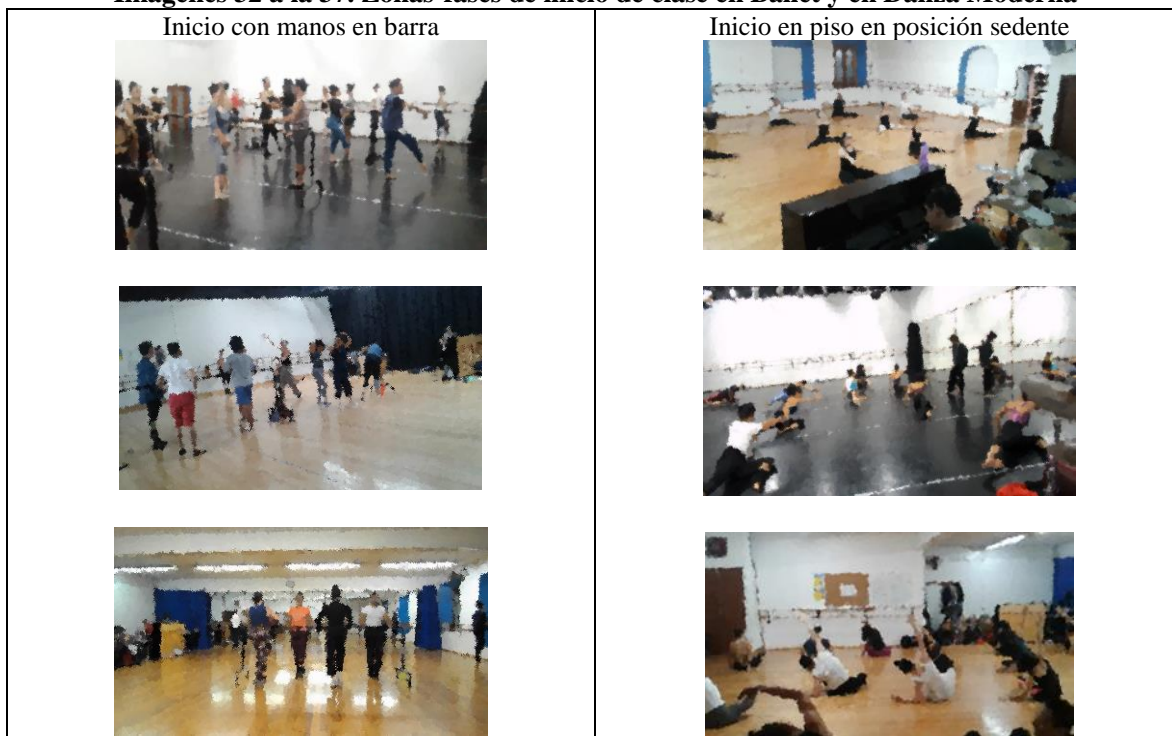 Imágenes 32 a la 37. Zonas-fases de inicio de clase en Ballet y en Danza Moderna
Inicio con manos en barra
Inicio en piso en posición sedente